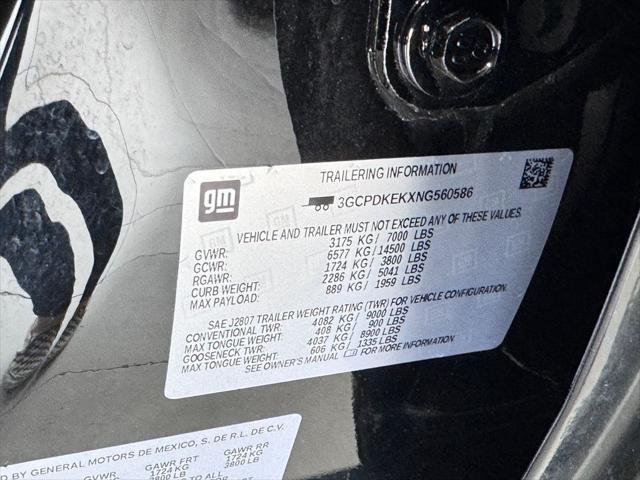 TRAILERING INFORMATION
gm
3GCPDKEKXNG560586
VEHICLE AND TRAILER MUST NOT EXCEED ANY OF THESE VALUES
GVWR: 3175 KG / 7000 LBS
GCWR: 6577 KG / 14500 LBS
RGAWR: 1724 KG / 3800 LBS
CURB WEIGHT: 2286 KG / 5041 LBS
MAX PAYLOAD: 889 KG / 1959 LBS
SAE J2807 TRAILER WEIGHT RATING (TWR) FOR VEHICLE CONFIGURATION.
CONVENTIONAL TWR: 4082 KG / 9000 LBS
MAX TONGUE WEIGHT: 408 KG / 900 LBS
GOOSENECK TWR: 4037 KG / 8900 LBS
MAX TONGUE WEIGHT: 606 KG / 1335 LBS
SEE OWNER'S MANUAL FOR MORE INFORMATION
BY GENERAL MOTORS DE MEXICO, S. DE R.L. DE C.V.
GVWR GAWR FRT GAWR RR
1724 KG 1724 KG
3800 LB 3800 LB
TO ALL